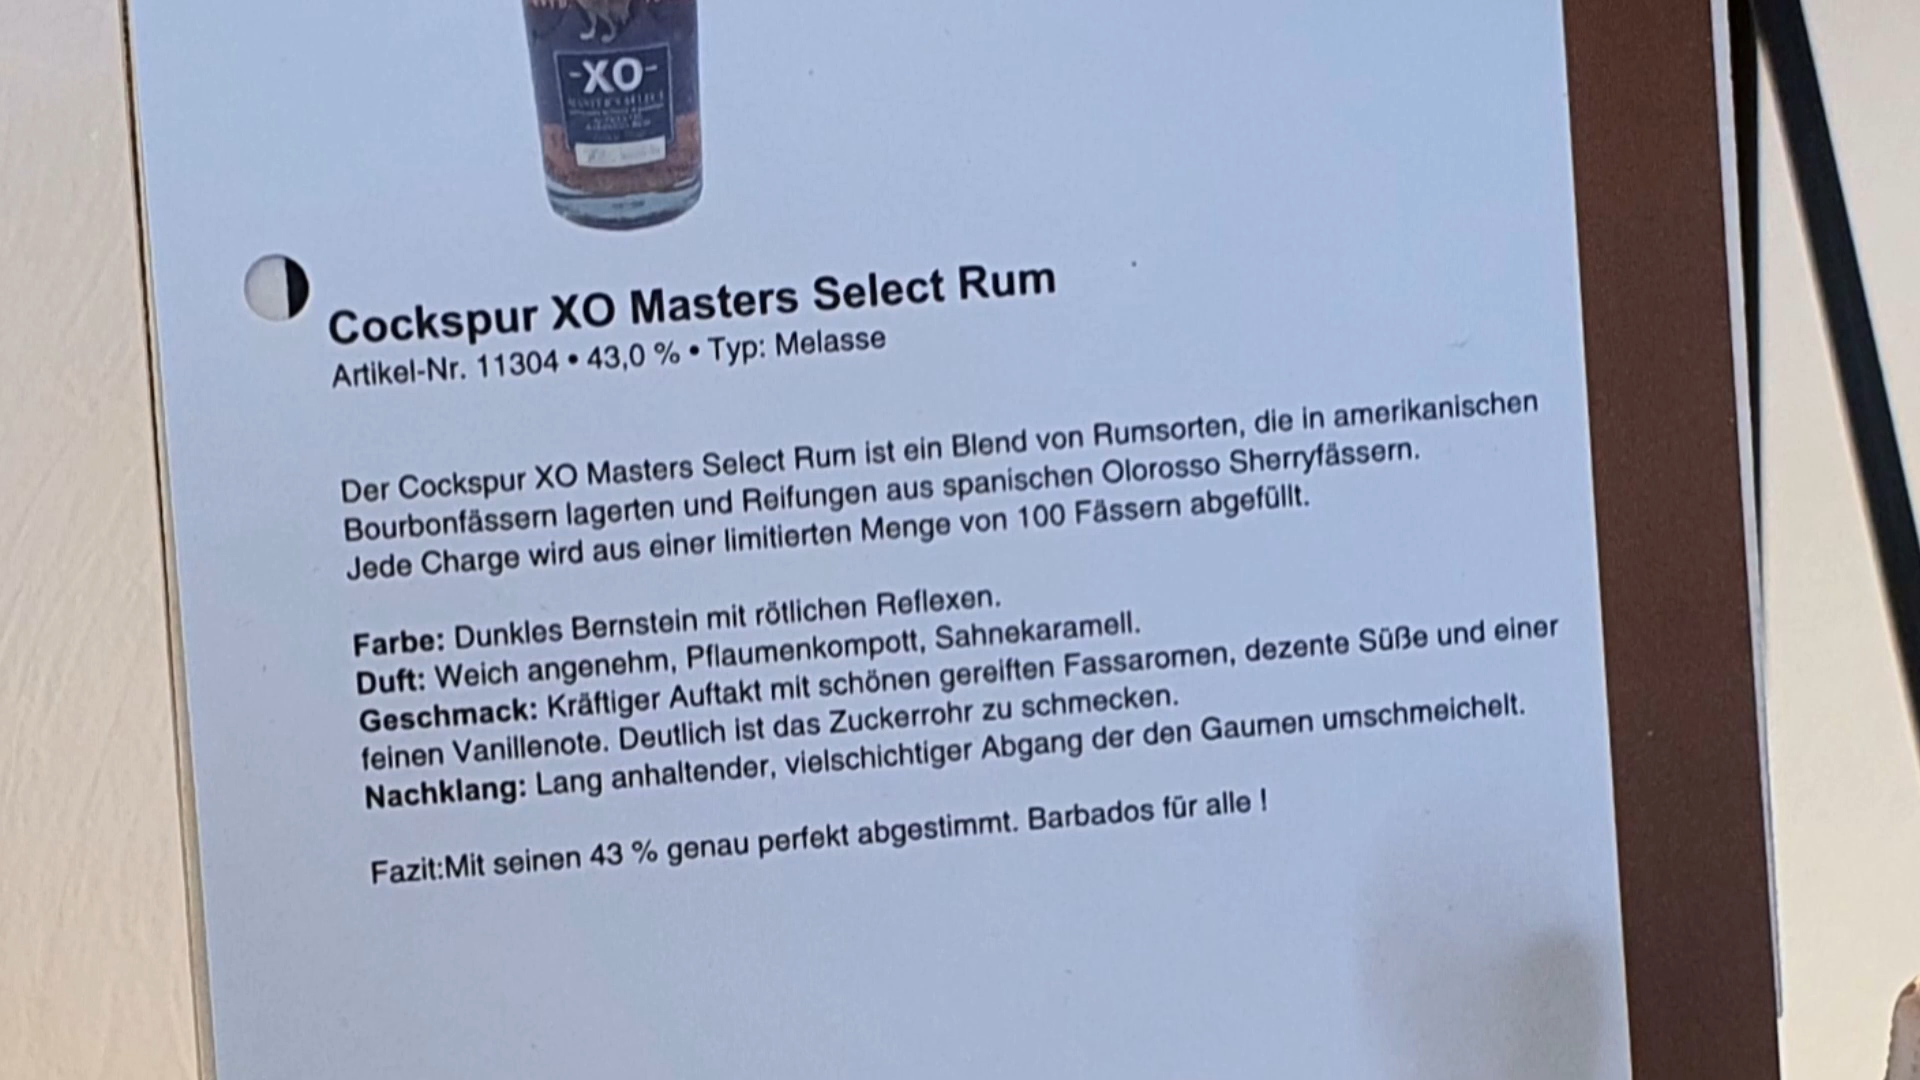 -XO-
Cockspur XO Masters Select Rum
Artikel-Nr. 11304 • 43,0 % • Typ: Melasse
Der Cockspur XO Masters Select Rum ist ein Blend von Rumsorten, die in amerikanischen
Bourbonfässern lagerten und Reifungen aus spanischen Olorosso Sherryfässern.
Jede Charge wird aus einer limitierten Menge von 100 Fässern abgefüllt.
Farbe: Dunkles Bernstein mit rötlichen Reflexen.
Duft: Weich angenehm, Pflaumenkompott, Sahnekaramell.
Geschmack: Kräftiger Auftakt mit schönen gereiften Fassaromen, dezente Süße und einer
feinen Vanillenote. Deutlich ist das Zuckerrohr zu schmecken.
Nachklang: Lang anhaltender, vielschichtiger Abgang der den Gaumen umschmeichelt.
Fazit:Mit seinen 43 % genau perfekt abgestimmt. Barbados für alle !